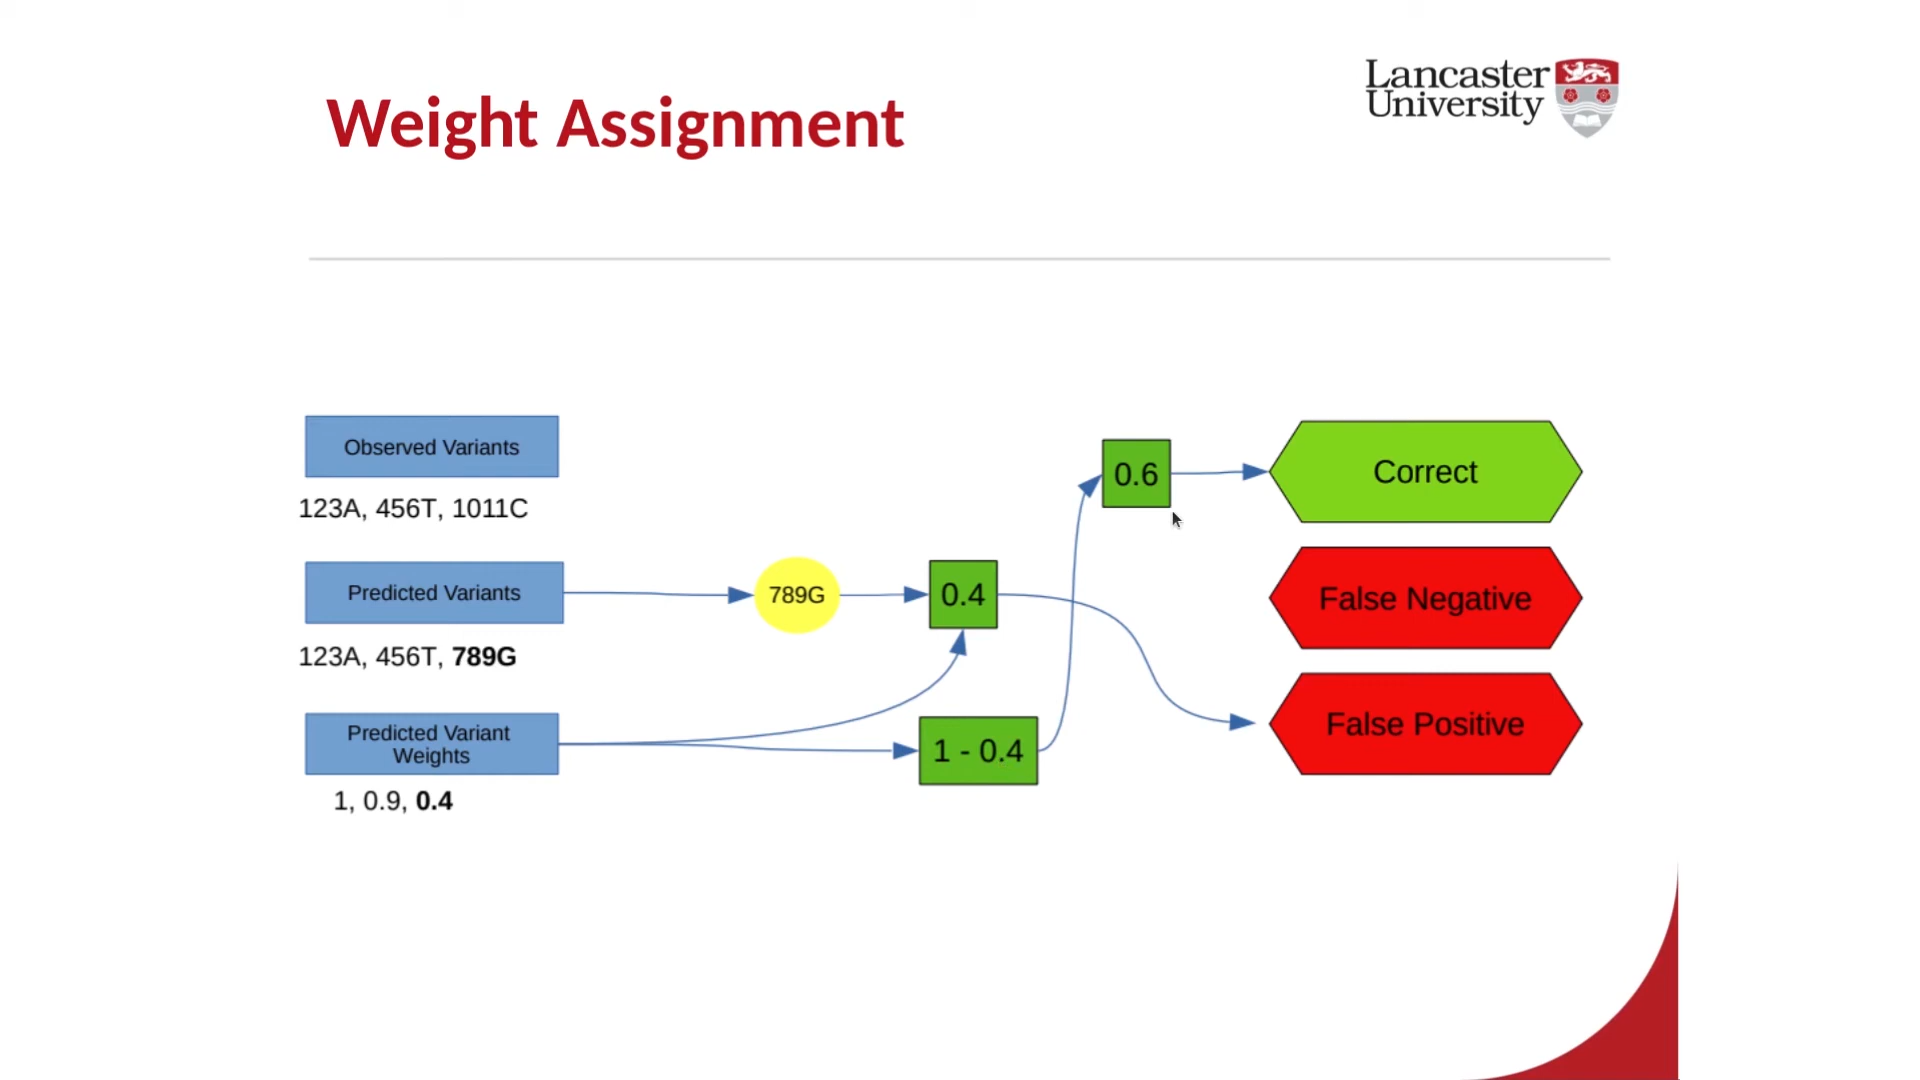 Weight Assignment
Lancaster
University
Observed Variants
123A, 456T, 1011C
Predicted Variants
123A, 456T, 789G
Predicted Variant
Weights
1, 0.9, 0.4
789G
0.4
1 - 0.4
0.6
Correct
False Negative
False Positive